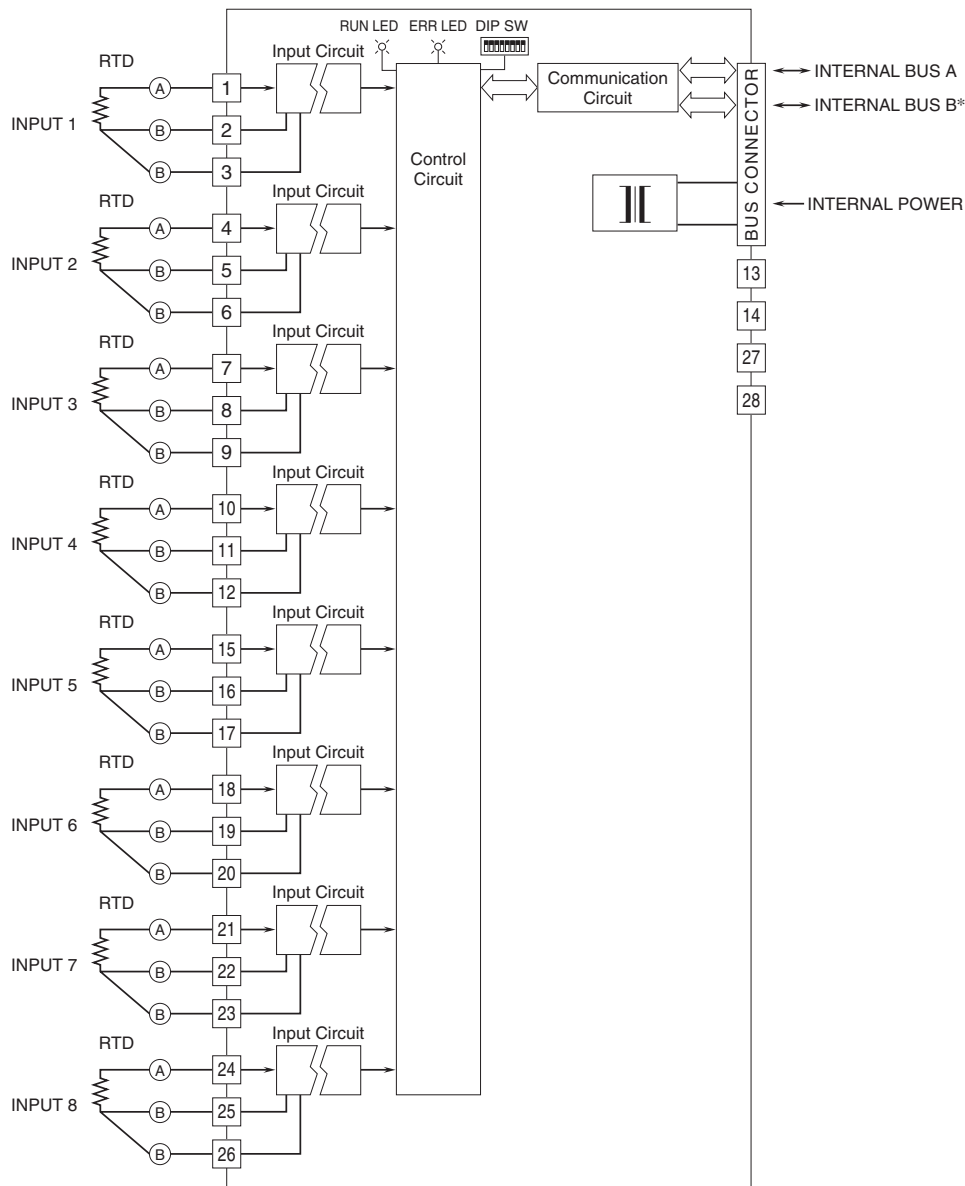 RUN LED ERR LED DIP SW
Input Circuit
RTD
INPUT 1
A 1
B 2
B 3
Input Circuit
RTD
INPUT 2
A 4
B 5
B 6
Input Circuit
RTD
INPUT 3
A 7
B 8
B 9
Input Circuit
RTD
INPUT 4
A 10
B 11
B 12
Input Circuit
RTD
INPUT 5
A 15
B 16
B 17
Input Circuit
RTD
INPUT 6
A 18
B 19
B 20
Input Circuit
RTD
INPUT 7
A 21
B 22
B 23
Input Circuit
RTD
INPUT 8
A 24
B 25
B 26
Control
Circuit
Communication
Circuit
BUS CONNECTOR
INTERNAL BUS A
INTERNAL BUS B*
INTERNAL POWER
13
14
27
28